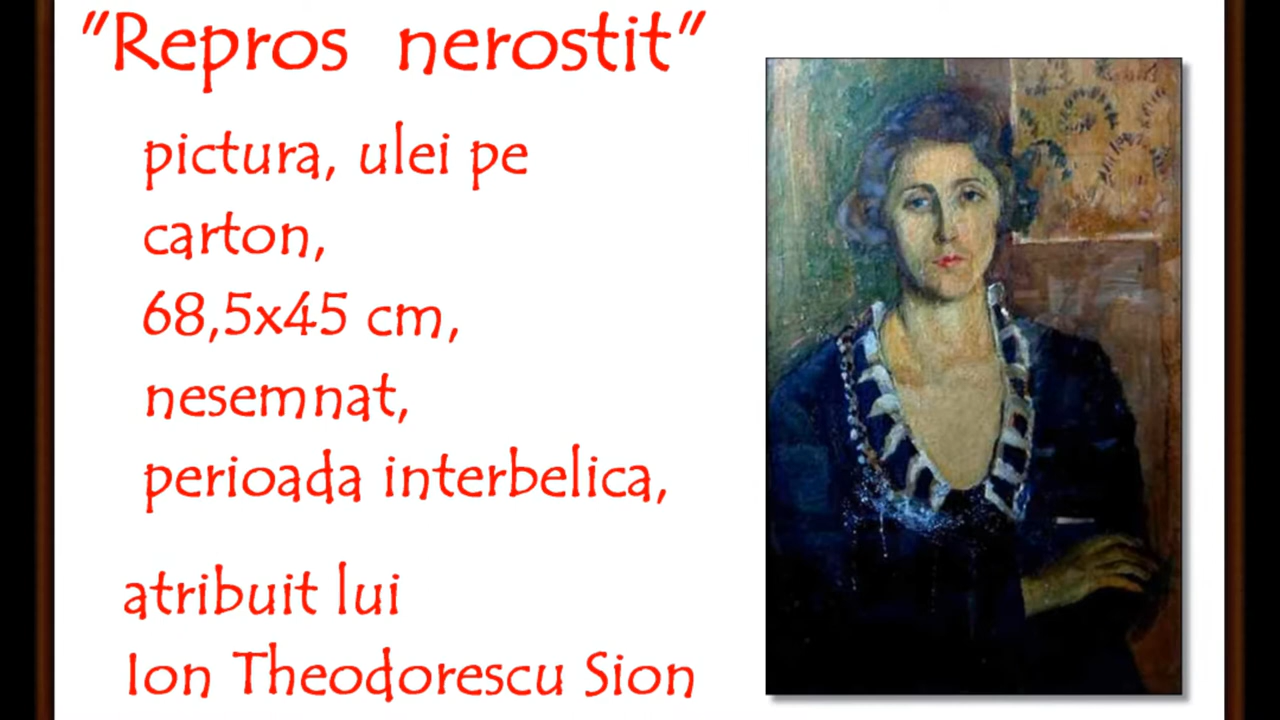 "Repros nerostit"
pictura, ulei pe
carton,
68,5x45 cm,
nesemnat,
perioada interbelica,
atribuit lui
Ion Theodorescu Sion